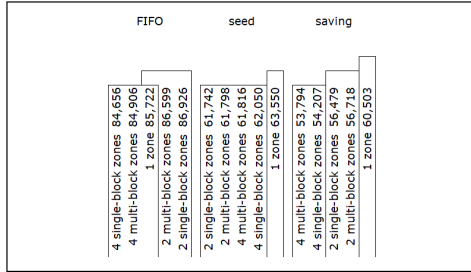 FIFO
seed
saving
4 single-block zones 84,656
4 multi-block zones 84,906
1 zone 85,722
2 multi-block zones 86,599
2 single-block zones 86,926
2 single-block zones 61,742
2 multi-block zones 61,798
4 multi-block zones 61,816
4 single-block zones 62,050
1 zone 63,550
4 multi-block zones 53,794
4 single-block zones 54,207
2 single-block zones 56,479
2 multi-block zones 56,718
1 zone 60,503